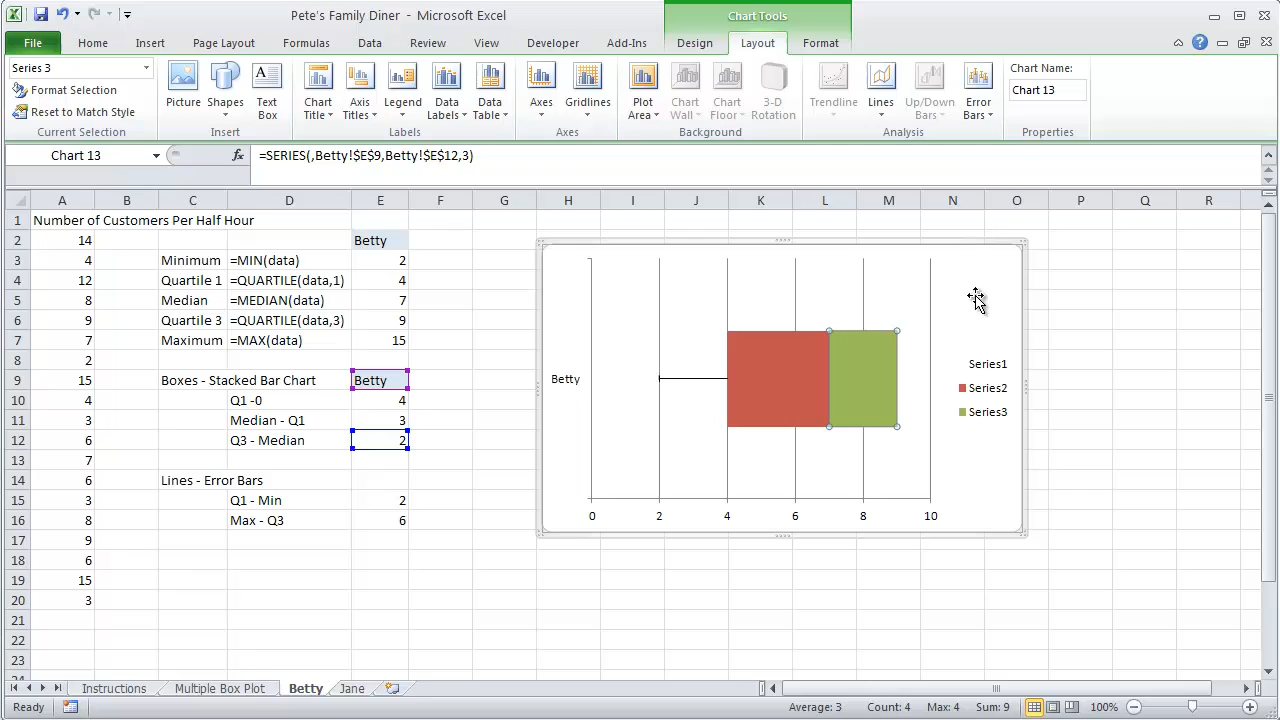 Pete's Family Diner - Microsoft Excel
Chart Tools
File Home Insert Page Layout Formulas Data Review View Developer Add-Ins Design Layout Format
Series 3
Format Selection
Reset to Match Style
Current Selection
Picture Shapes Text Box
Insert
Chart Title Axis Titles Legend Data Labels Data Table
Labels
Axes Gridlines
Axes
Plot Area Chart Wall Chart Floor 3-D Rotation
Background
Trendline Lines Up/Down Bars Error Bars
Analysis
Chart Name:
Chart 13
Properties
Chart 13 fx =SERIES(,Betty!$E$9,Betty!$E$12,3)
A B C D E F G H I J K L M N O P Q R
1 Number of Customers Per Half Hour
2 14 Betty
3 4 Minimum =MIN(data) 2
4 12 Quartile 1 =QUARTILE(data,1) 4
5 8 Median =MEDIAN(data) 7
6 9 Quartile 3 =QUARTILE(data,3) 9
7 7 Maximum =MAX(data) 15
8 2
9 15 Boxes - Stacked Bar Chart Betty
10 4 Q1 -0 4
11 3 Median - Q1 3
12 6 Q3 - Median 2
13 7
14 6 Lines - Error Bars
15 3 Q1 - Min 2
16 8 Max - Q3 6
17 9
18 6
19 15
20 3
21
22
23
24
Betty
0 2 4 6 8 10
Series1
Series2
Series3
Instructions Multiple Box Plot Betty Jane
Ready Average: 3 Count: 4 Max: 4 Sum: 9 100%